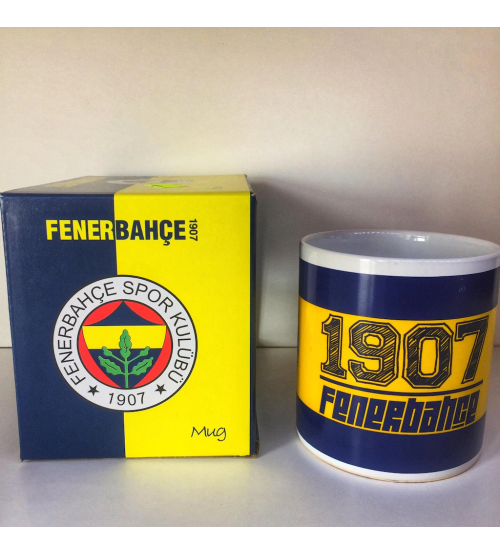 FENERBAHÇE 1907
FENERBAHÇE SPOR KULÜBÜ
★ 1907 ★
Mug
1907
Fenerbahçe